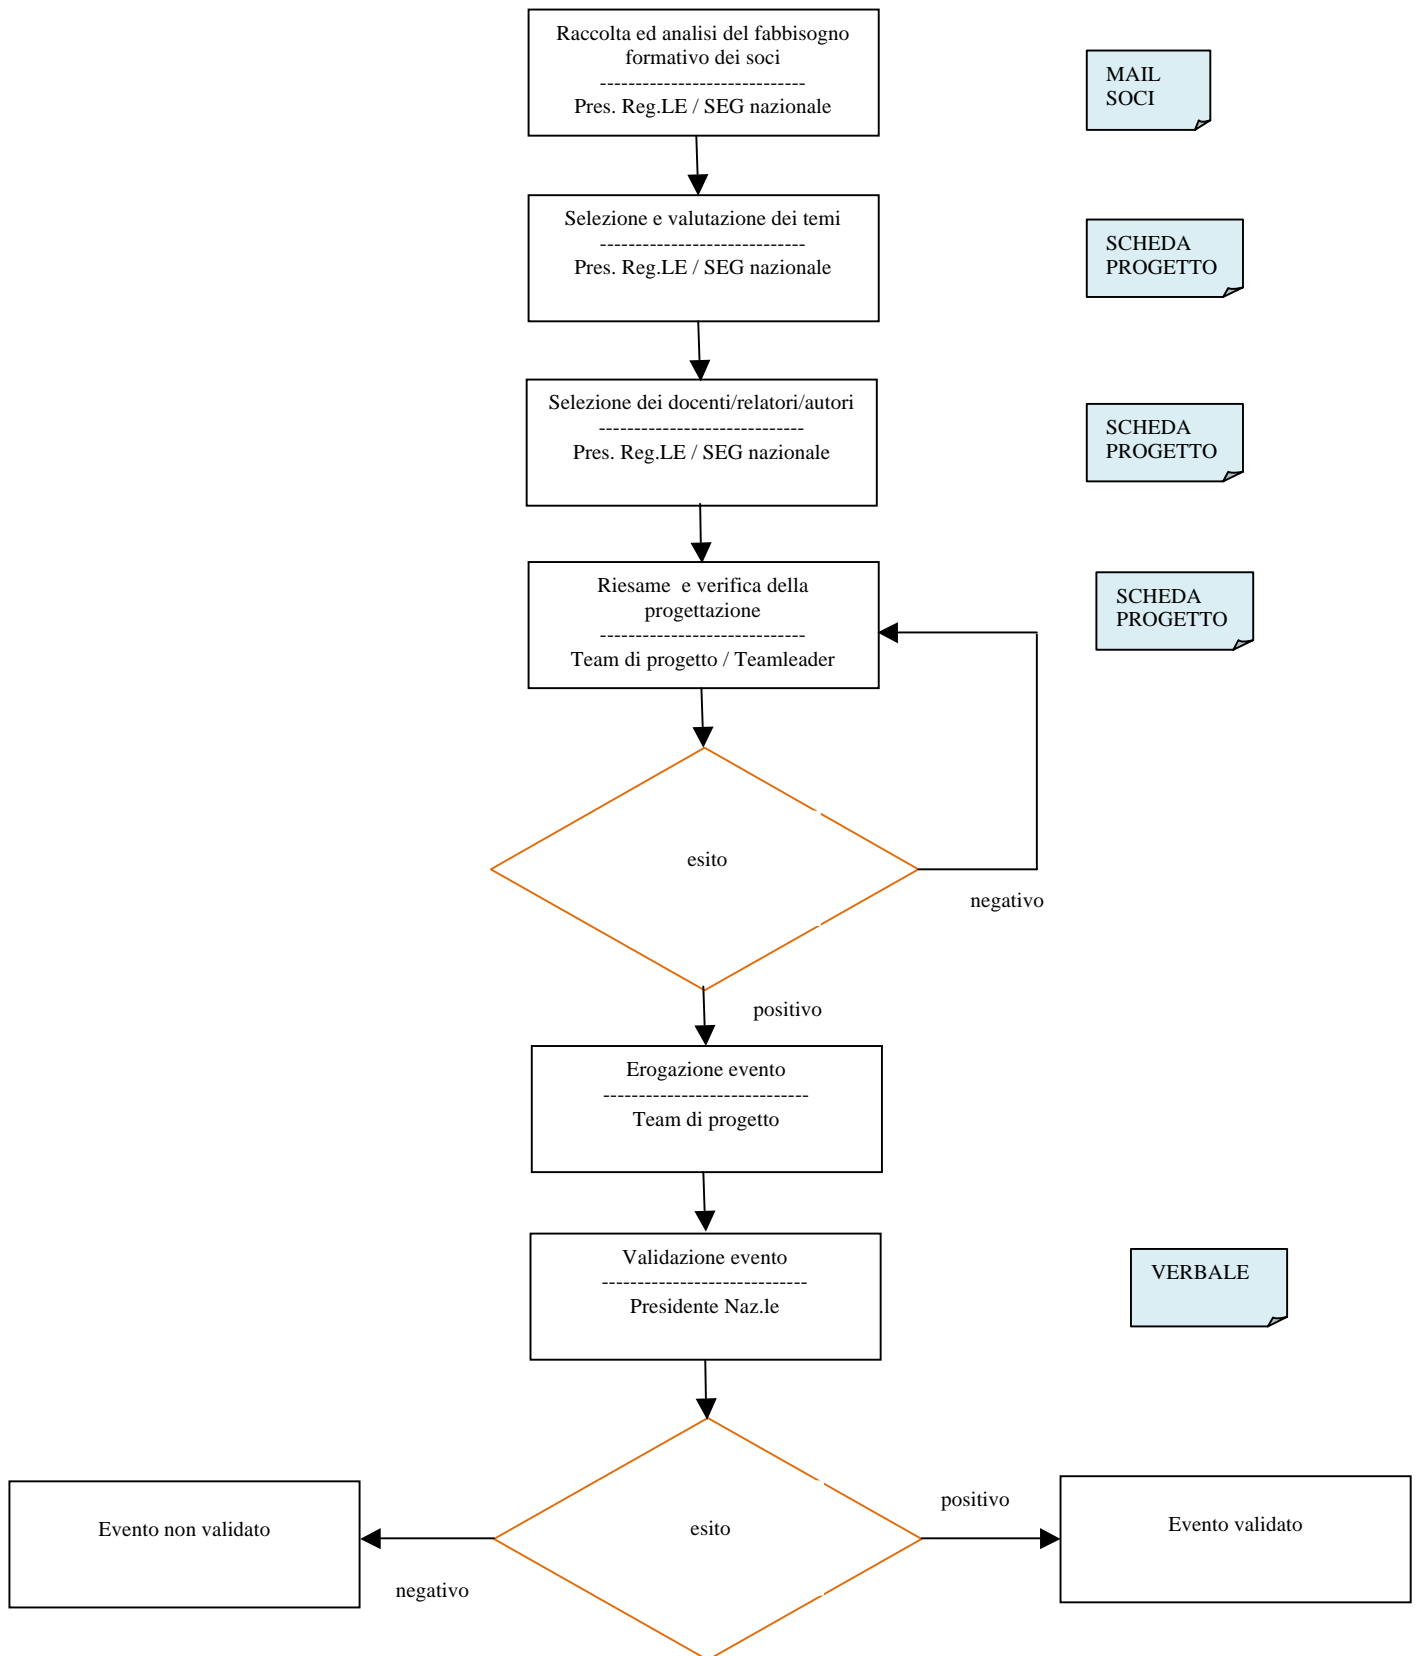 Raccolta ed analisi del fabbisogno
formativo dei soci
-----------------------------
Pres. Reg.LE / SEG nazionale
MAIL
SOCI
Selezione e valutazione dei temi
-----------------------------
Pres. Reg.LE / SEG nazionale
SCHEDA
PROGETTO
Selezione dei docenti/relatori/autori
-----------------------------
Pres. Reg.LE / SEG nazionale
SCHEDA
PROGETTO
Riesame  e verifica della
progettazione
-----------------------------
Team di progetto / Teamleader
SCHEDA
PROGETTO
esito
negativo
positivo
Erogazione evento
-----------------------------
Team di progetto
Validazione evento
-----------------------------
Presidente Naz.le
VERBALE
positivo
Evento non validato
esito
Evento validato
negativo